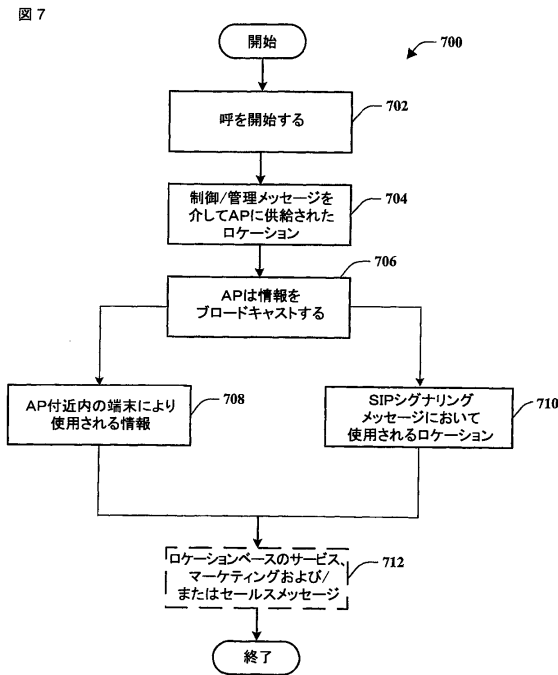 図7
開始
700
呼を開始する
702
制御/管理メッセージを
介してAPに供給された
ロケーション
704
706
APは情報を
ブロードキャストする
AP付近内の端末により
使用される情報
708
SIPシグナリング
メッセージにおいて
使用されるロケーション
710
ロケーションベースのサービス、
マーケティングおよび/
またはセールスメッセージ
712
終了